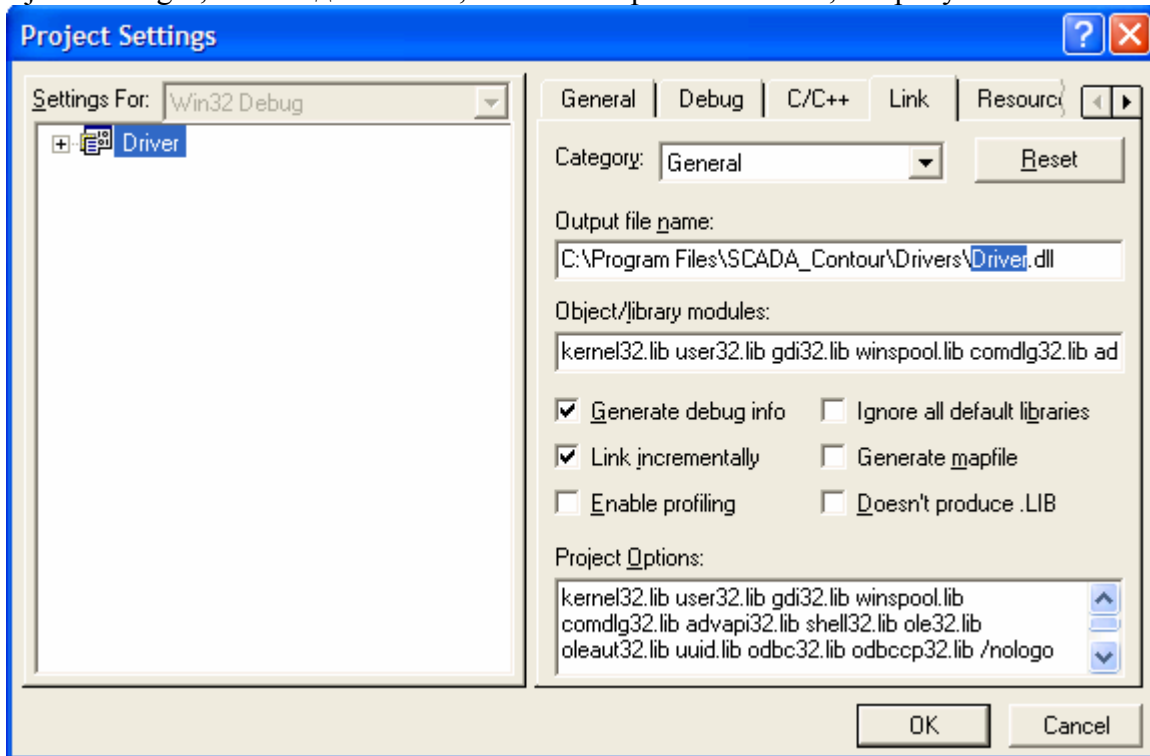 Project Settings
Settings For: Win32 Debug
Driver
General Debug C/C++ Link
Category: General Reset
Output file name:
C:\Program Files\SCADA_Contour\Drivers\Driver.dll
Object/library modules:
kernel32.lib user32.lib gdi32.lib winspool.lib comdlg32.lib ad
Generate debug info Ignore all default libraries
Link incrementally Generate mapfile
Enable profiling Doesn't produce .LIB
Project Options:
kernel32.lib user32.lib gdi32.lib winspool.lib
comdlg32.lib advapi32.lib shell32.lib ole32.lib
oleaut32.lib uuid.lib odbc32.lib odbccp32.lib /nologo
OK Cancel